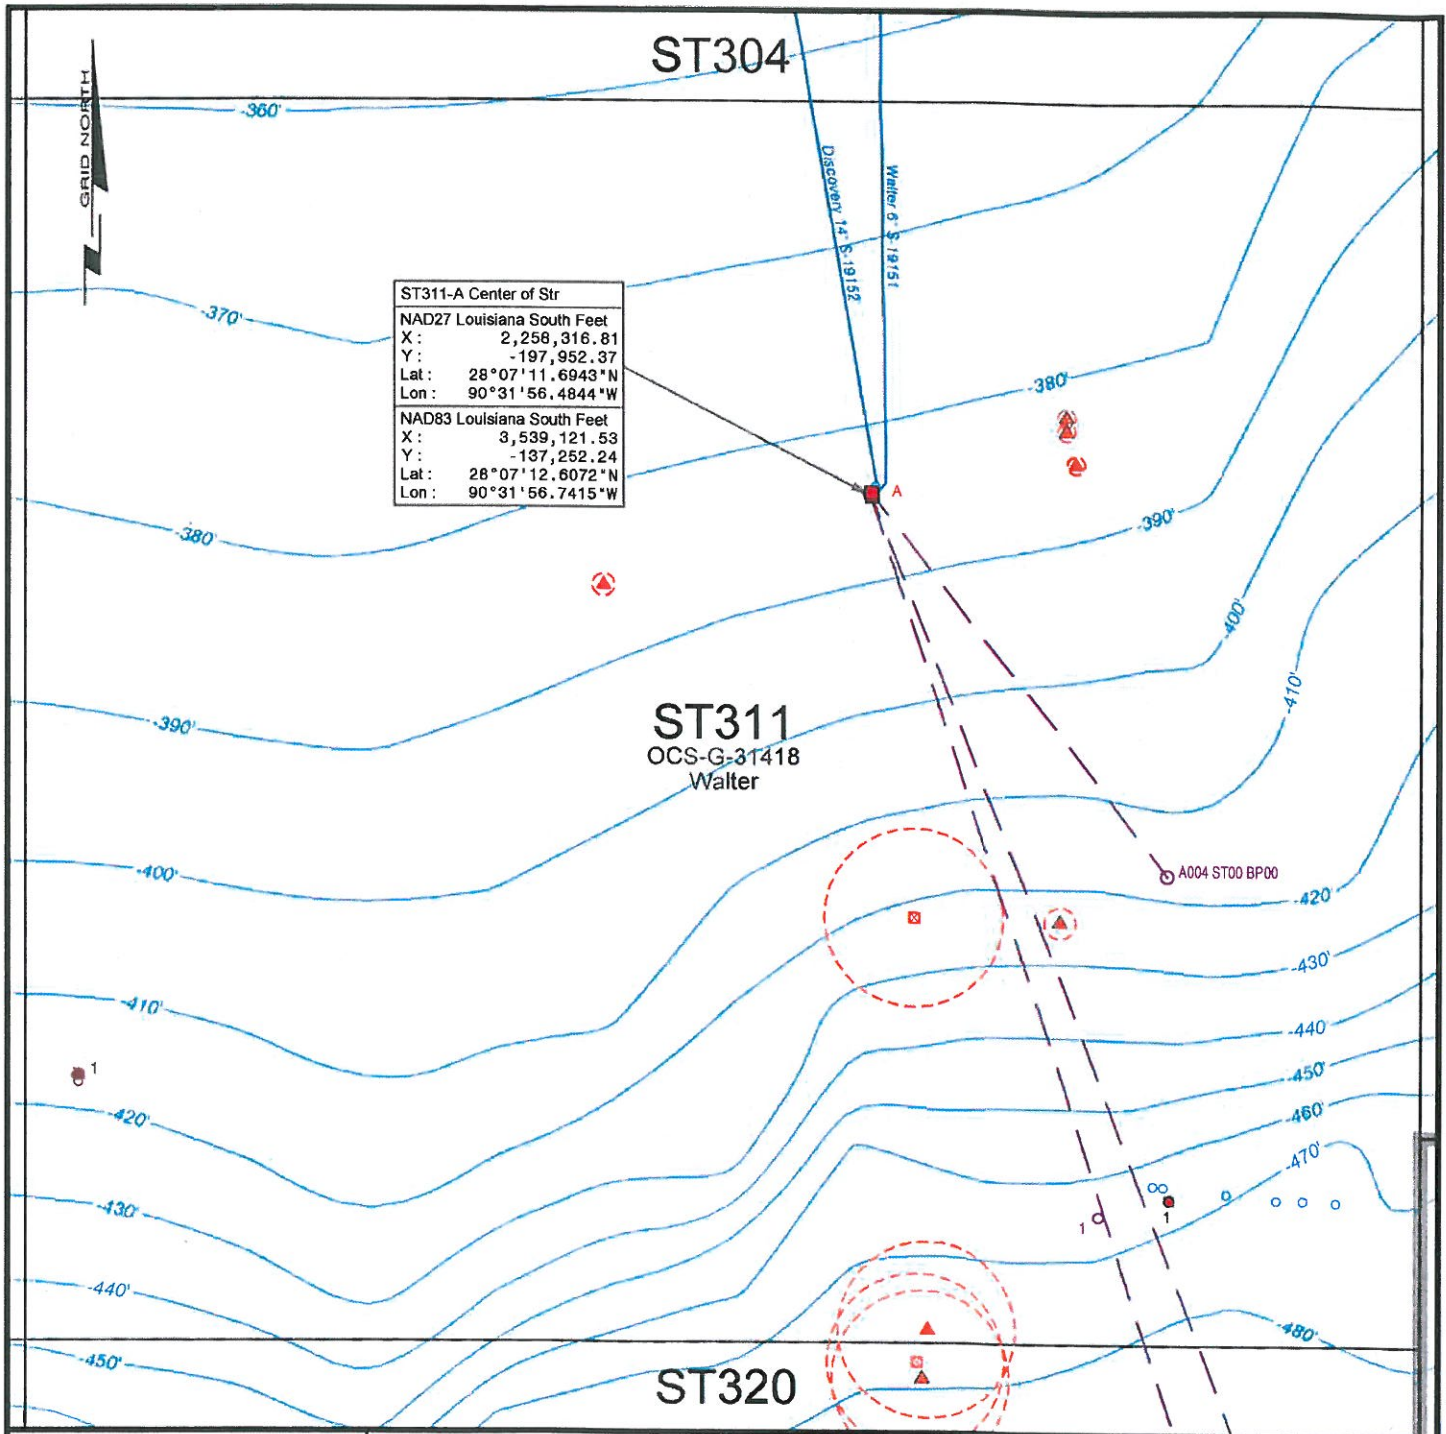 ST304
-360'
GRID NORTH
Discovery 14" S-19152
Walter 6" S-19151
ST311-A Center of Str
NAD27 Louisiana South Feet
X : 2,258,316.81
Y : -197,952.37
Lat : 28°07'11.6943"N
Lon : 90°31'56.4844"W
NAD83 Louisiana South Feet
X : 3,539,121.53
Y : -137,252.24
Lat : 28°07'12.6072"N
Lon : 90°31'56.7415"W
-370'
-380'
A
-390'
-380'
-400'
-410'
ST311
OCS-G-31418
Walter
-390'
-400'
A004 ST00 BP00
-420'
-430'
-410'
-440'
1
-450'
-420'
-460'
-470'
-430'
1
1
-440'
-480'
-450'
ST320